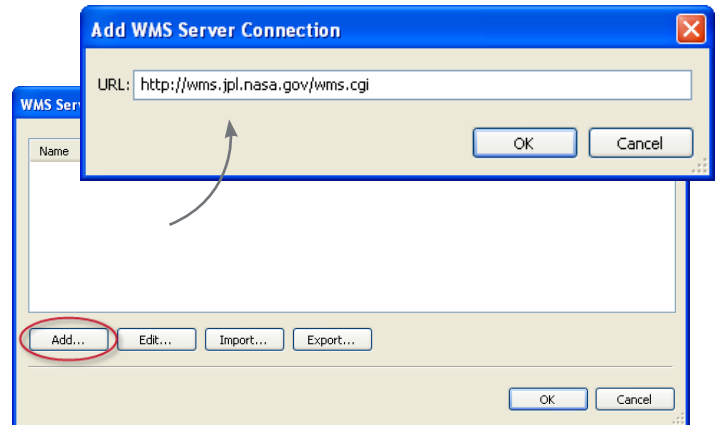 Add WMS Server Connection
URL: http://wms.jpl.nasa.gov/wms.cgi
OK Cancel
WMS Ser
Name
Add... Edit... Import... Export...
OK Cancel